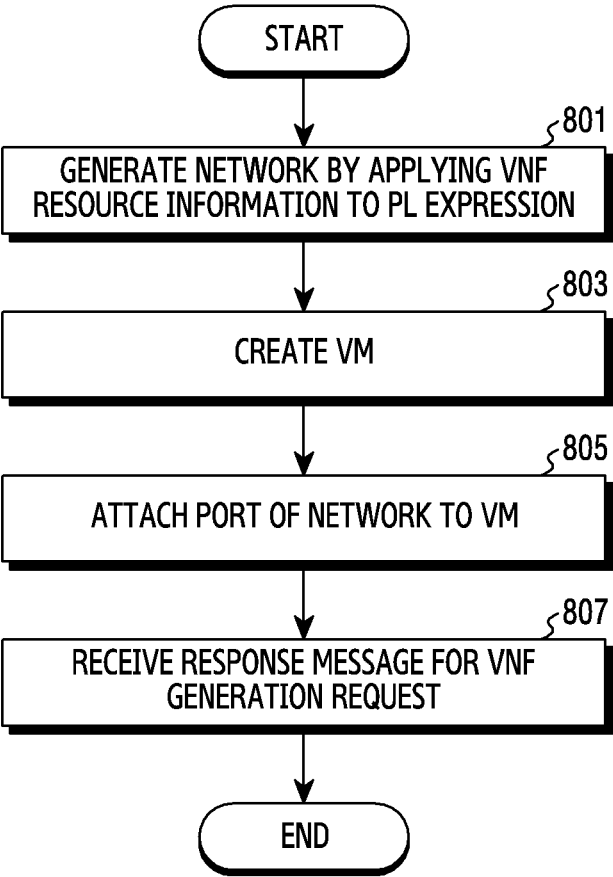 START
801
GENERATE NETWORK BY APPLYING VNF
RESOURCE INFORMATION TO PL EXPRESSION
803
CREATE VM
805
ATTACH PORT OF NETWORK TO VM
807
RECEIVE RESPONSE MESSAGE FOR VNF
GENERATION REQUEST
END